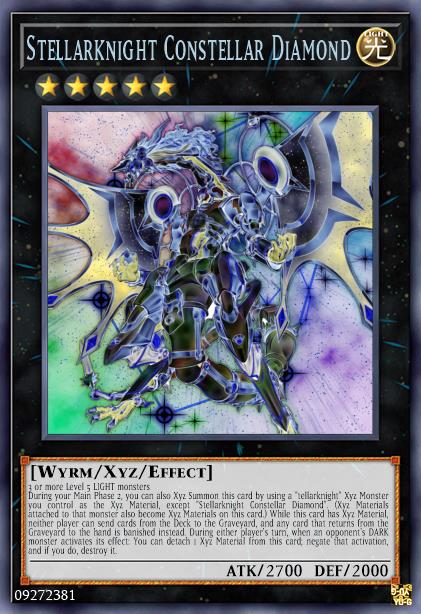 STELLARKNIGHT CONSTELLAR DIAMOND
LIGHT
光
[WYRM/XYZ/EFFECT]
3 or more Level 5 LIGHT monsters
During your Main Phase 2, you can also Xyz Summon this card by using a "tellarknight" Xyz Monster
you control as the Xyz Material, except "Stellarknight Constellar Diamond". (Xyz Materials
attached to that monster also become Xyz Materials on this card.) While this card has Xyz Material,
neither player can send cards from the Deck to the Graveyard, and any card that returns from the
Graveyard to the hand is banished instead. During either player's turn, when an opponent's DARK
monster activates its effect: You can detach 1 Xyz Material from this card; negate that activation,
and if you do, destroy it.
ATK/2700 DEF/2000
09272381